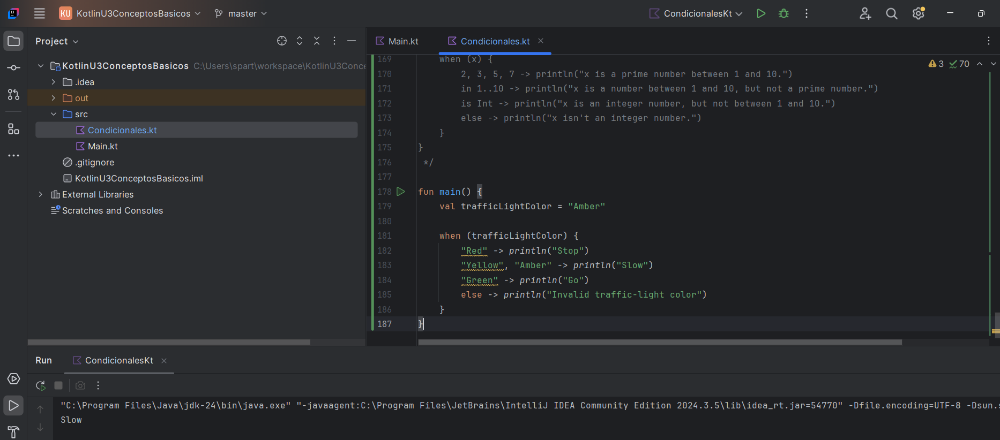 KU KotlinU3ConceptosBasicos master CondicionalesKt
Project
KotlinU3ConceptosBasicos C:\Users\spart\workspace\KotlinU3Conce
.idea
out
src
Condicionales.kt
Main.kt
.gitignore
KotlinU3ConceptosBasicos.iml
External Libraries
Scratches and Consoles
Main.kt Condicionales.kt
3 70
169 when (x) {
170 2, 3, 5, 7 -> println("x is a prime number between 1 and 10.")
171 in 1..10 -> println("x is a number between 1 and 10, but not a prime number.")
172 is Int -> println("x is an integer number, but not between 1 and 10.")
173 else -> println("x isn't an integer number.")
174 }
175 }
176 */
177
178 fun main() {
179 val trafficLightColor = "Amber"
180
181 when (trafficLightColor) {
182 "Red" -> println("Stop")
183 "Yellow", "Amber" -> println("Slow")
184 "Green" -> println("Go")
185 else -> println("Invalid traffic-light color")
186 }
187 }
Run CondicionalesKt
"C:\Program Files\Java\jdk-24\bin\java.exe" "-javaagent:C:\Program Files\JetBrains\IntelliJ IDEA Community Edition 2024.3.5\lib\idea_rt.jar=54770" -Dfile.encoding=UTF-8 -Dsun.s
Slow